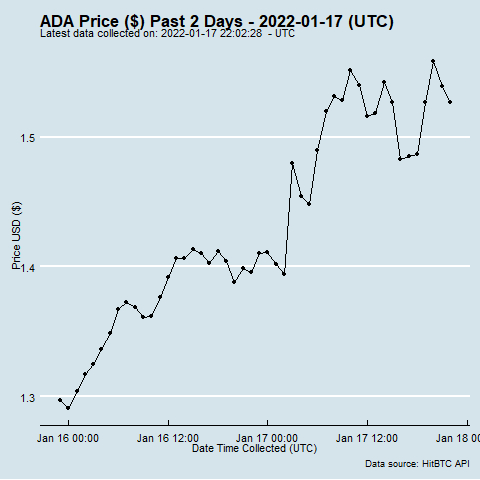 ADA Price ($) Past 2 Days - 2022-01-17 (UTC)
Latest data collected on: 2022-01-17 22:02:28 - UTC
Price USD ($)
1.5
1.4
1.3
Jan 16 00:00 Jan 16 12:00 Jan 17 00:00 Jan 17 12:00 Jan 18 00
Date Time Collected (UTC)
Data source: HitBTC API